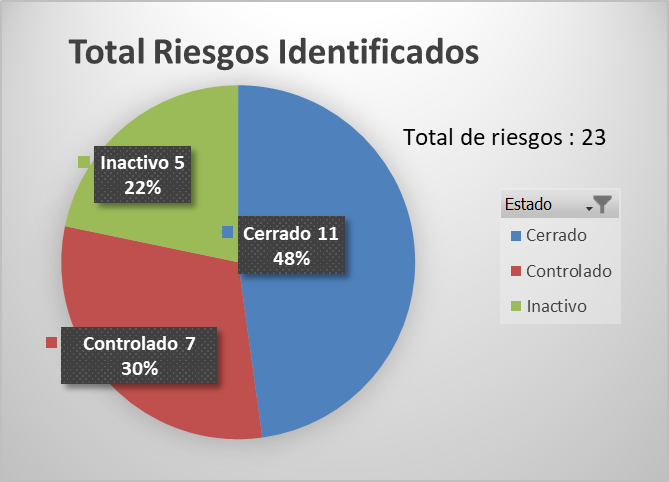 Total Riesgos Identificados
Total de riesgos : 23
Inactivo 5
22%
Cerrado 11
48%
Controlado 7
30%
Estado
Cerrado
Controlado
Inactivo